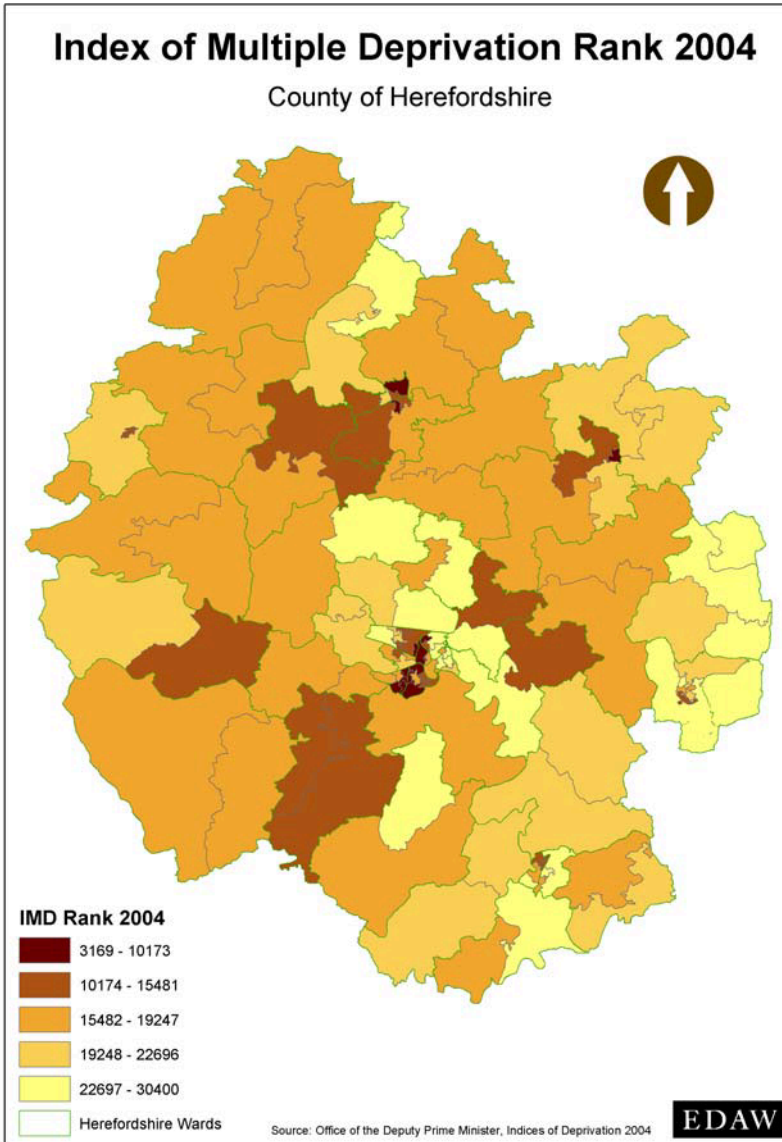 Index of Multiple Deprivation Rank 2004
County of Herefordshire
IMD Rank 2004
3169 - 10173
10174 - 15481
15482 - 19247
19248 - 22696
22697 - 30400
Herefordshire Wards
Source: Office of the Deputy Prime Minister, Indices of Deprivation 2004
EDAW